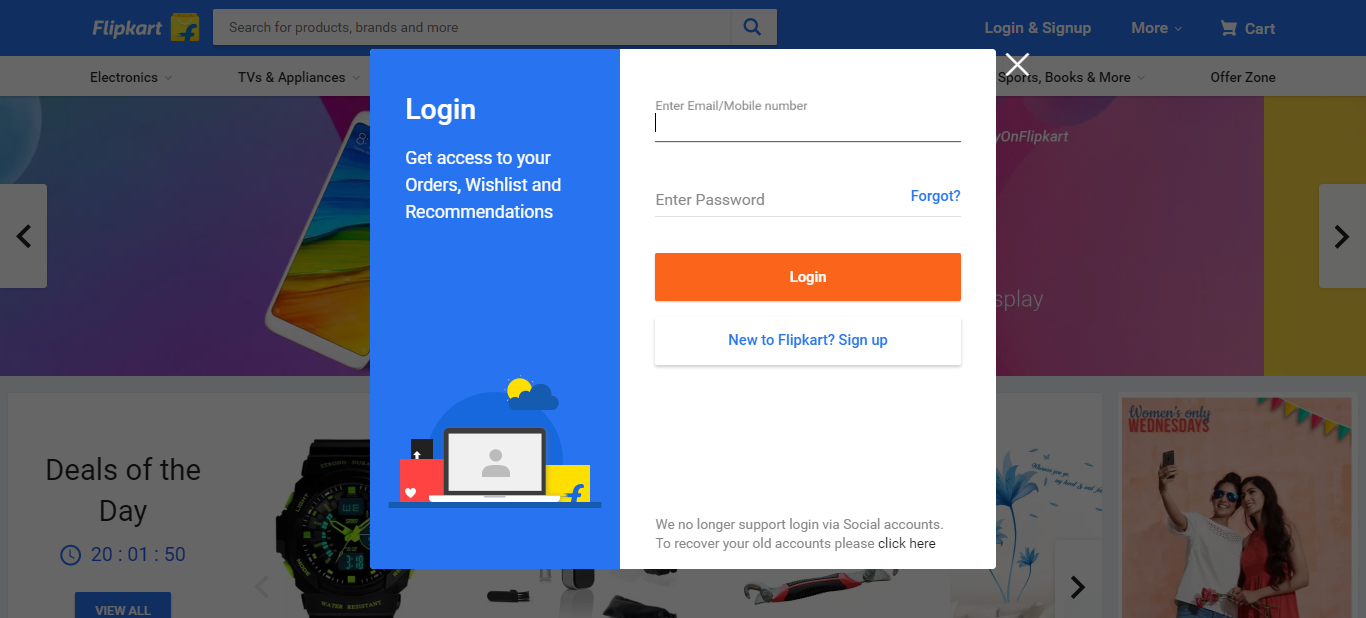 Flipkart
Search for products, brands and more
Login & Signup
More
Cart
Electronics
TVs & Appliances
Sports, Books & More
Offer Zone
Login
Get access to your
Orders, Wishlist and
Recommendations
Enter Email/Mobile number
Enter Password
Forgot?
Login
New to Flipkart? Sign up
We no longer support login via Social accounts.
To recover your old accounts please click here
yOnFlipkart
splay
Deals of the
Day
20 : 01 : 50
VIEW ALL
WATER RESISTANT
Women's only
WEDNESDAYS